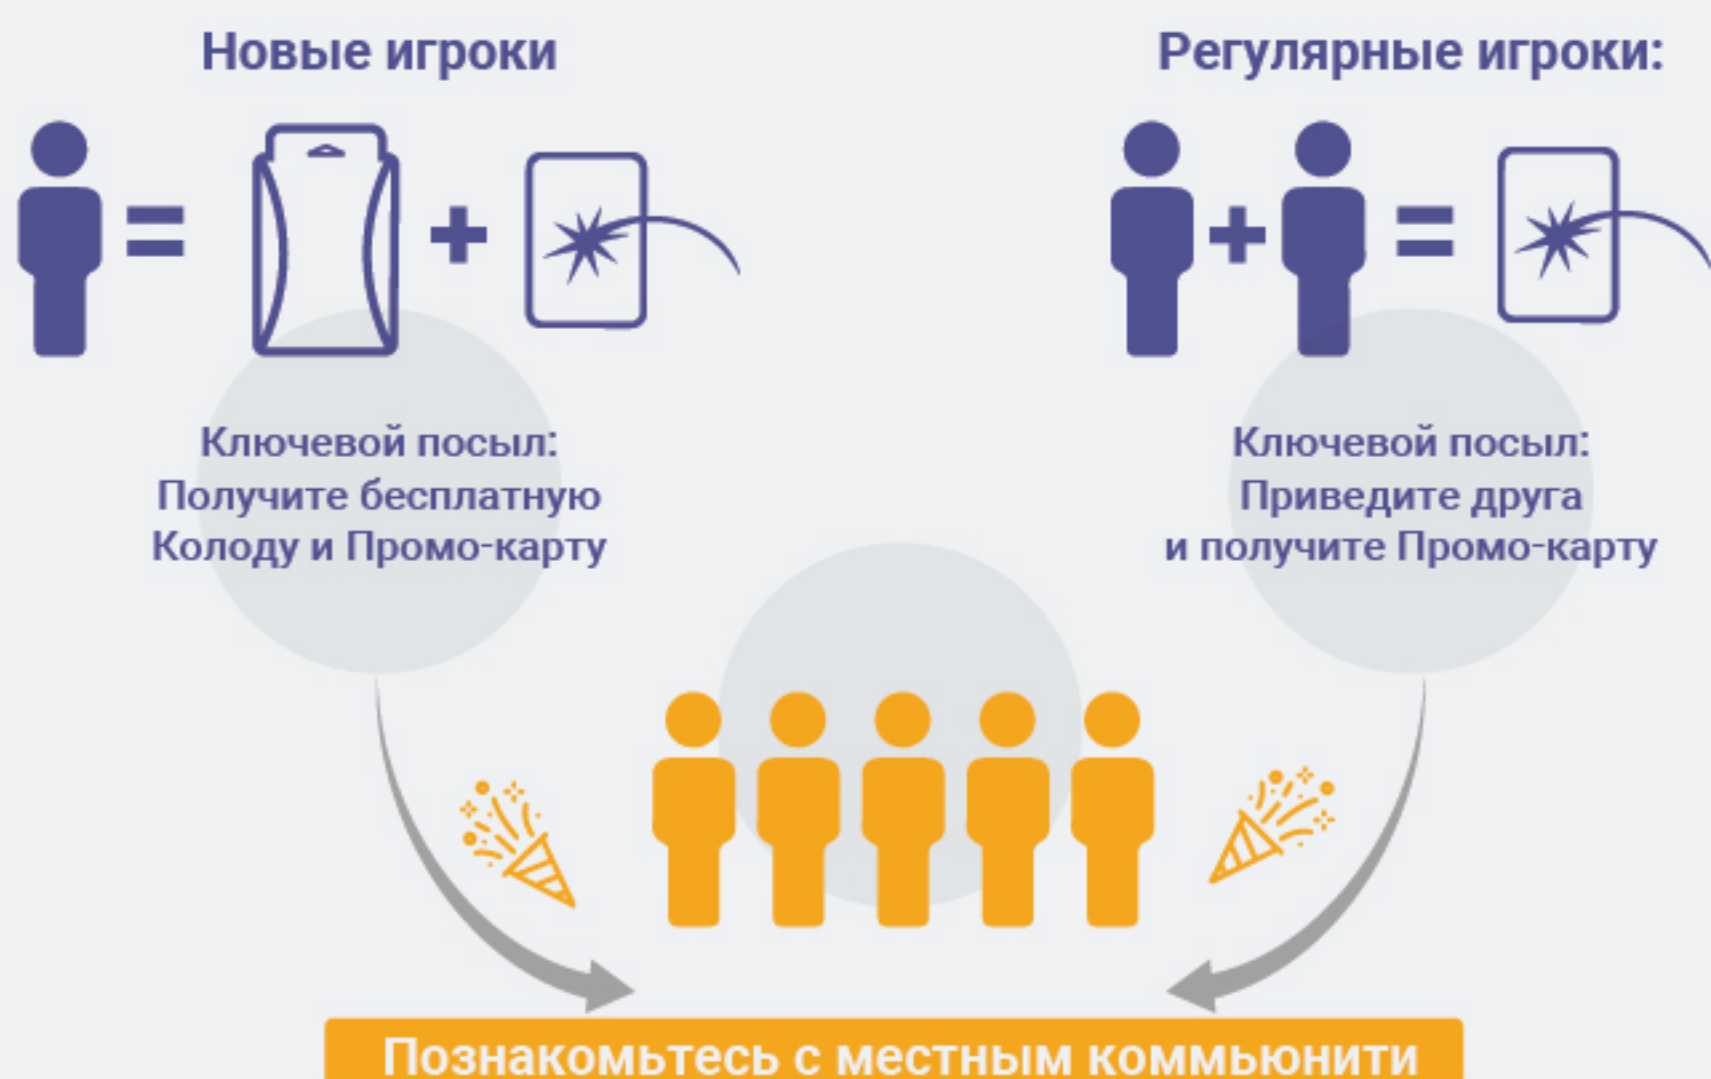 Новые игроки
Регулярные игроки:
Ключевой посыл:
Получите бесплатную
Колоду и Промо-карту
Ключевой посыл:
Приведите друга
и получите Промо-карту
Познакомьтесь с местным коммьюнити